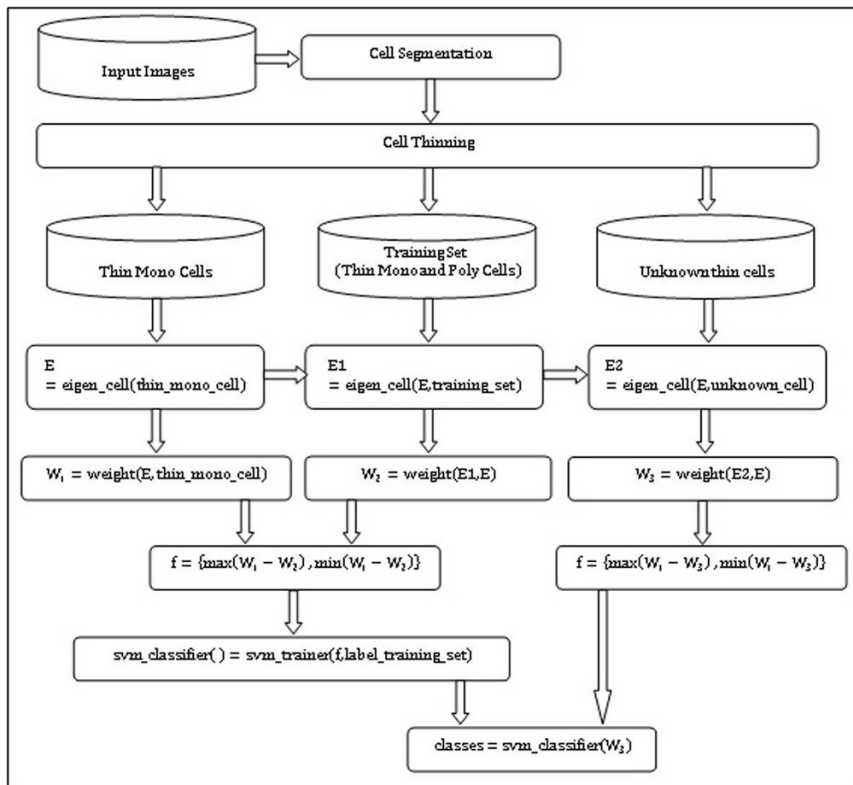 Input Images
Cell Segmentation
Cell Thinning
Thin Mono Cells
Training Set
(Thin Mono and Poly Cells)
Unknown thin cells
E
= eigen_cell(thin_mono_cell)
E1
= eigen_cell(E,training_set)
E2
= eigen_cell(E,unknown_cell)
W₁ = weight(E,thin_mono_cell)
W₂ = weight(E1,E)
W₃ = weight(E2,E)
f = {max(W₁ − W₂) ,min(W₁ − W₂)}
f = {max(W₁ − W₃) ,min(W₁ − W₃)}
svm_classifier( ) = svm_trainer(f,label_training_set)
classes = svm_classifier(W₃)